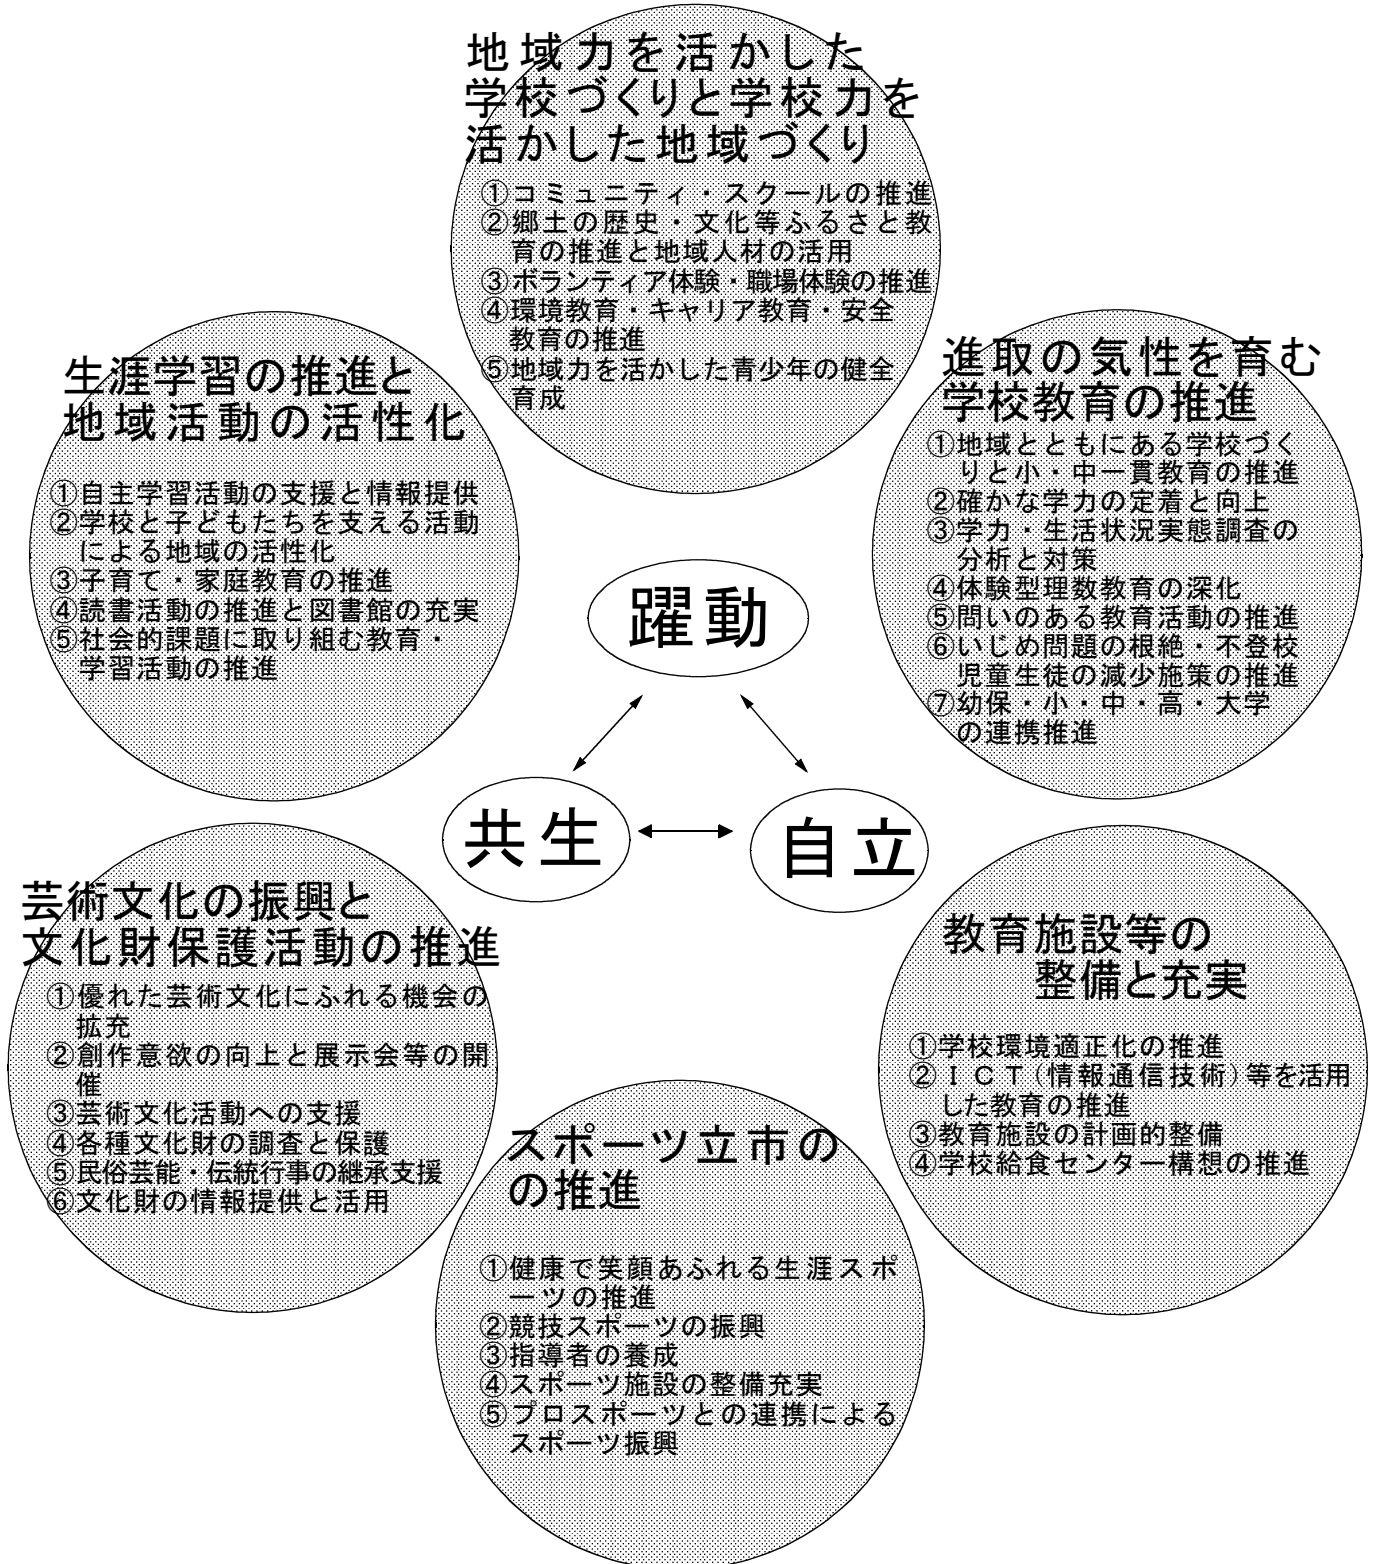 地域力を活かした
学校づくりと学校力を
活かした地域づくり
①コミュニティ・スクールの推進
②郷土の歴史・文化等ふるさと教
育の推進と地域人材の活用
③ボランティア体験・職場体験の推進
④環境教育・キャリア教育・安全
教育の推進
⑤地域力を活かした青少年の健全
育成
生涯学習の推進と
地域活動の活性化
①自主学習活動の支援と情報提供
②学校と子どもたちを支える活動
による地域の活性化
③子育て・家庭教育の推進
④読書活動の推進と図書館の充実
⑤社会的課題に取り組む教育・
学習活動の推進
進取の気性を育む
学校教育の推進
①地域とともにある学校づく
りと小・中一貫教育の推進
②確かな学力の定着と向上
③学力・生活状況実態調査の
分析と対策
④体験型理数教育の深化
⑤問いのある教育活動の推進
⑥いじめ問題の根絶・不登校
児童生徒の減少施策の推進
⑦幼保・小・中・高・大学
の連携推進
躍動
共生
自立
芸術文化の振興と
文化財保護活動の推進
①優れた芸術文化にふれる機会の
拡充
②創作意欲の向上と展示会等の開
催
③芸術文化活動への支援
④各種文化財の調査と保護
⑤民俗芸能・伝統行事の継承支援
⑥文化財の情報提供と活用
教育施設等の
整備と充実
①学校環境適正化の推進
②ＩＣＴ(情報通信技術)等を活用
した教育の推進
③教育施設の計画的整備
④学校給食センター構想の推進
スポーツ立市の
の推進
①健康で笑顔あふれる生涯スポ
ーツの推進
②競技スポーツの振興
③指導者の養成
④スポーツ施設の整備充実
⑤プロスポーツとの連携による
スポーツ振興